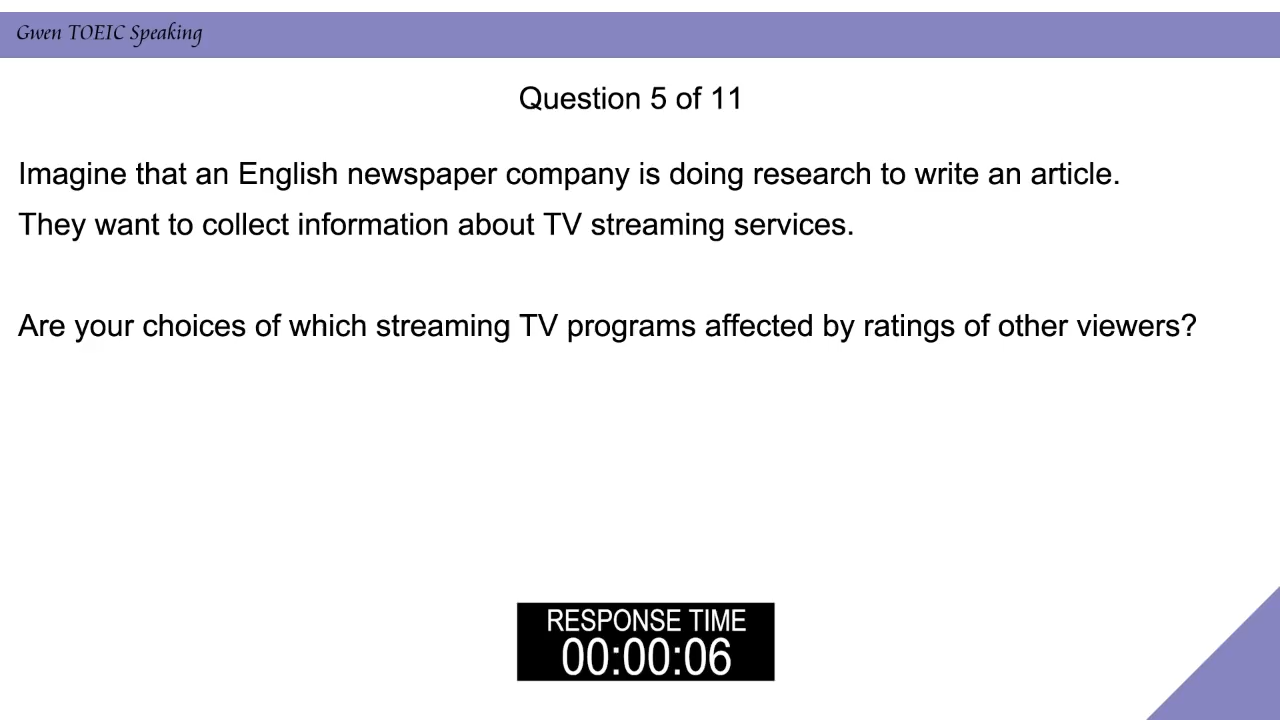 Gwen TOEIC Speaking
Question 5 of 11
Imagine that an English newspaper company is doing research to write an article.
They want to collect information about TV streaming services.
Are your choices of which streaming TV programs affected by ratings of other viewers?
RESPONSE TIME
00:00:06